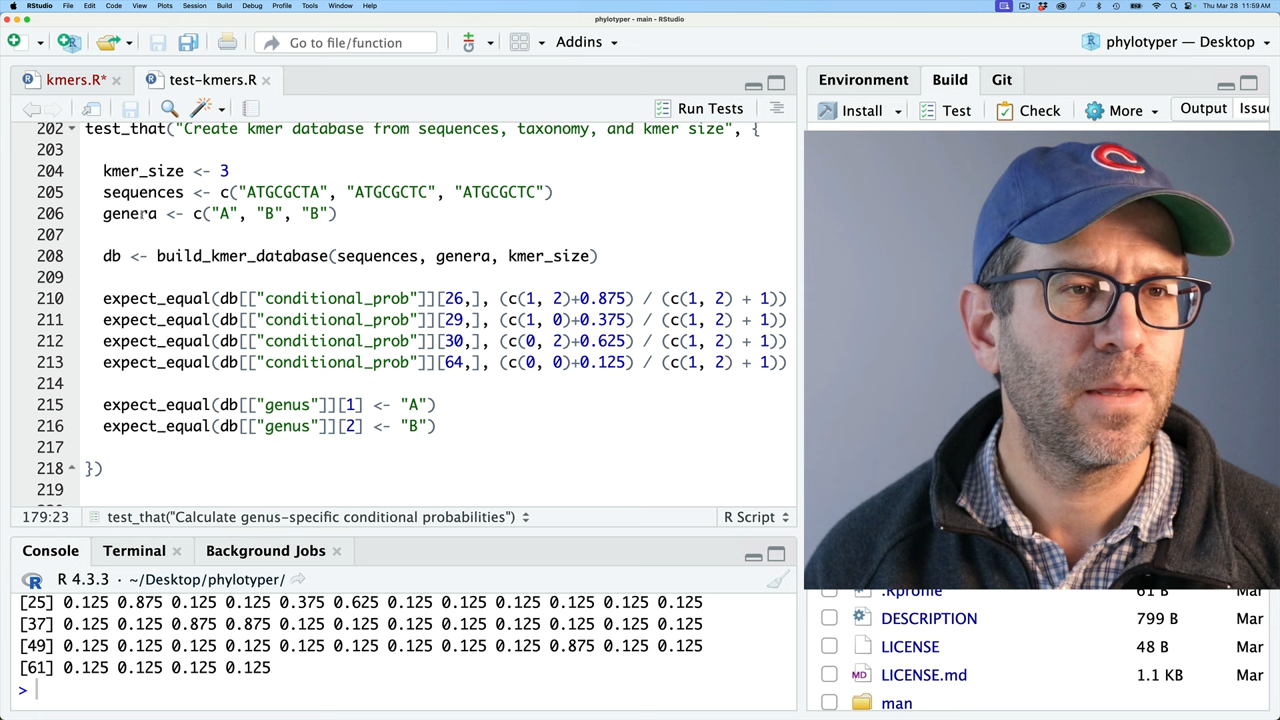 RStudio File Edit Code View Plots Session Build Debug Profile Tools Window Help Thu Mar 28 11:59 AM
phylotyper - main - RStudio
Go to file/function Addins phylotyper — Desktop
kmers.R* test-kmers.R
Environment Build Git
Run Tests
Install Test Check More Output Issu
202 test_that("Create kmer database from sequences, taxonomy, and kmer size", {
203
204 kmer_size <- 3
205 sequences <- c("ATGCGCTA", "ATGCGCTC", "ATGCGCTC")
206 genera <- c("A", "B", "B")
207
208 db <- build_kmer_database(sequences, genera, kmer_size)
209
210 expect_equal(db[["conditional_prob"]][26,], (c(1, 2)+0.875) / (c(1, 2) + 1))
211 expect_equal(db[["conditional_prob"]][29,], (c(1, 0)+0.375) / (c(1, 2) + 1))
212 expect_equal(db[["conditional_prob"]][30,], (c(0, 2)+0.625) / (c(1, 2) + 1))
213 expect_equal(db[["conditional_prob"]][64,], (c(0, 0)+0.125) / (c(1, 2) + 1))
214
215 expect_equal(db[["genus"]][1] <- "A")
216 expect_equal(db[["genus"]][2] <- "B")
217
218 })
219
179:23 test_that("Calculate genus-specific conditional probabilities") R Script
Console Terminal Background Jobs
R 4.3.3 · ~/Desktop/phylotyper/
[25] 0.125 0.875 0.125 0.125 0.375 0.625 0.125 0.125 0.125 0.125 0.125 0.125
[37] 0.125 0.125 0.875 0.875 0.125 0.125 0.125 0.125 0.125 0.125 0.125 0.125
[49] 0.125 0.125 0.125 0.125 0.125 0.125 0.125 0.125 0.125 0.875 0.125 0.125
[61] 0.125 0.125 0.125 0.125
>
.Rprofile 61 B Mar
DESCRIPTION 799 B Mar
LICENSE 48 B Mar
LICENSE.md 1.1 KB Mar
man